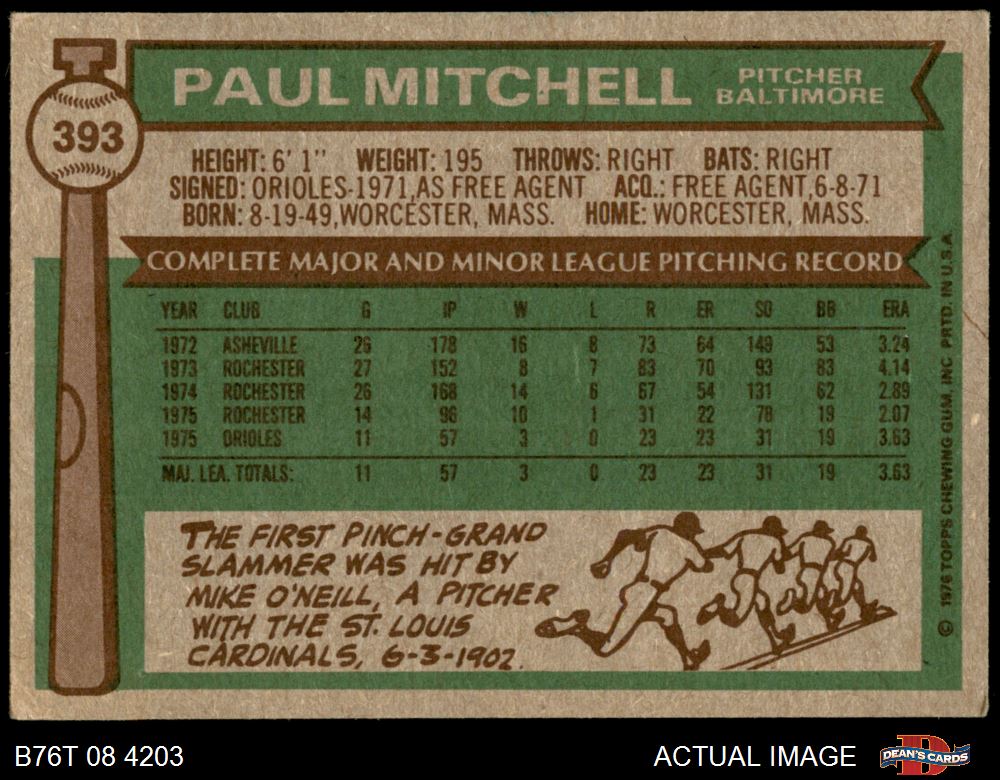 393
PAUL MITCHELL PITCHER
BALTIMORE
HEIGHT: 6' 1" WEIGHT: 195 THROWS: RIGHT BATS: RIGHT
SIGNED: ORIOLES-1971, AS FREE AGENT ACQ.: FREE AGENT, 6-8-71
BORN: 8-19-49, WORCESTER, MASS. HOME: WORCESTER, MASS.
COMPLETE MAJOR AND MINOR LEAGUE PITCHING RECORD
YEAR CLUB G IP W L R ER SO BB ERA
1972 ASHEVILLE 26 178 16 8 73 64 149 53 3.24
1973 ROCHESTER 27 152 8 7 83 70 93 83 4.14
1974 ROCHESTER 26 168 14 6 67 54 131 62 2.89
1975 ROCHESTER 14 96 10 1 31 22 78 19 2.07
1975 ORIOLES 11 57 3 0 23 23 31 19 3.63
MAJ. LEA. TOTALS: 11 57 3 0 23 23 31 19 3.63
THE FIRST PINCH-GRAND
SLAMMER WAS HIT BY
MIKE O'NEILL, A PITCHER
WITH THE ST. LOUIS
CARDINALS, 6-3-1902.
© 1976 TOPPS CHEWING GUM, INC. PRTD. IN U.S.A.
B76T 08 4203 ACTUAL IMAGE DEAN'S CARDS